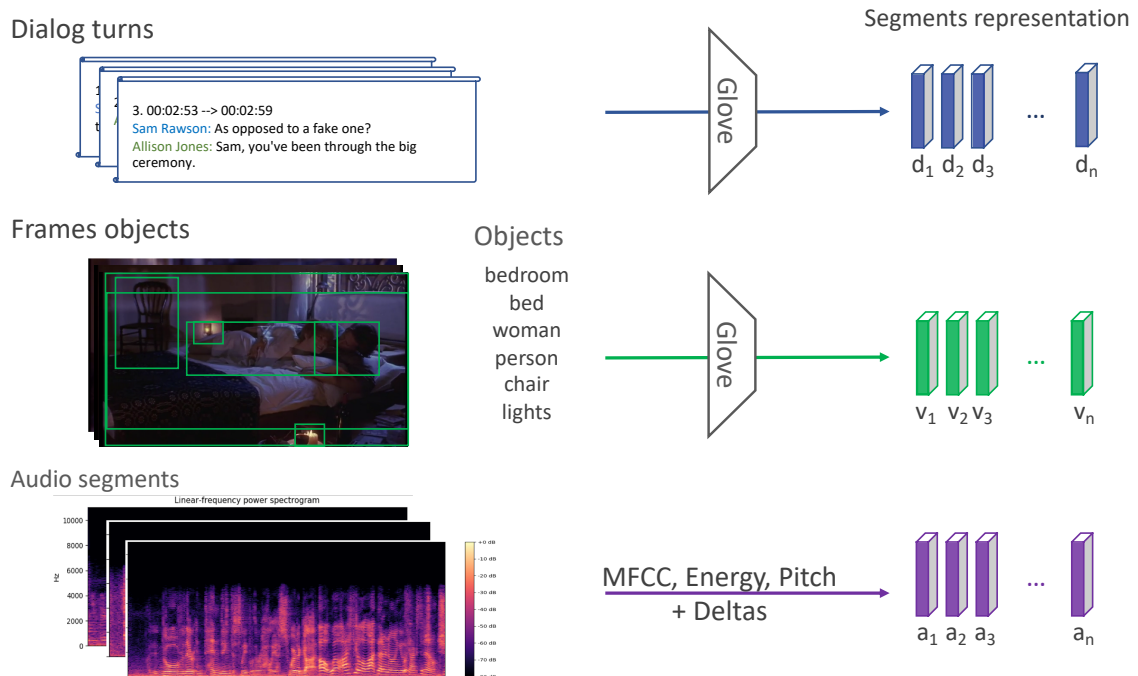 Dialog turns
Segments representation
1
2
S
A
t
3. 00:02:53 --> 00:02:59
Sam Rawson: As opposed to a fake one?
Allison Jones: Sam, you've been through the big
ceremony.
Glove
...
d1 d2 d3 dn
Frames objects
Objects
bedroom
bed
woman
person
chair
lights
Glove
...
v1 v2 v3 vn
Audio segments
Linear-frequency power spectrogram
10000
8000
6000
4000
2000
0
Hz
+0 dB
-10 dB
-20 dB
-30 dB
-40 dB
-50 dB
-60 dB
-70 dB
MFCC, Energy, Pitch
+ Deltas
...
a1 a2 a3 an